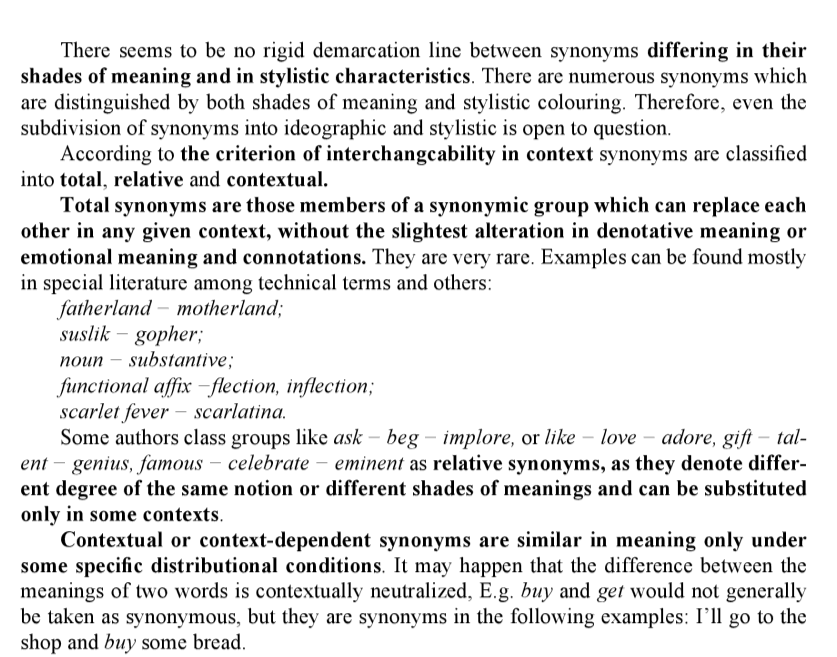 There seems to be no rigid demarcation line between synonyms differing in their
shades of meaning and in stylistic characteristics. There are numerous synonyms which
are distinguished by both shades of meaning and stylistic colouring. Therefore, even the
subdivision of synonyms into ideographic and stylistic is open to question.
According to the criterion of interchangcability in context synonyms are classified
into total, relative and contextual.
Total synonyms are those members of a synonymic group which can replace each
other in any given context, without the slightest alteration in denotative meaning or
emotional meaning and connotations. They are very rare. Examples can be found mostly
in special literature among technical terms and others:
fatherland – motherland;
suslik – gopher;
noun – substantive;
functional affix –flection, inflection;
scarlet fever – scarlatina.
Some authors class groups like ask – beg – implore, or like – love – adore, gift – tal-
ent – genius, famous – celebrate – eminent as relative synonyms, as they denote differ-
ent degree of the same notion or different shades of meanings and can be substituted
only in some contexts.
Contextual or context-dependent synonyms are similar in meaning only under
some specific distributional conditions. It may happen that the difference between the
meanings of two words is contextually neutralized, E.g. buy and get would not generally
be taken as synonymous, but they are synonyms in the following examples: I’ll go to the
shop and buy some bread.